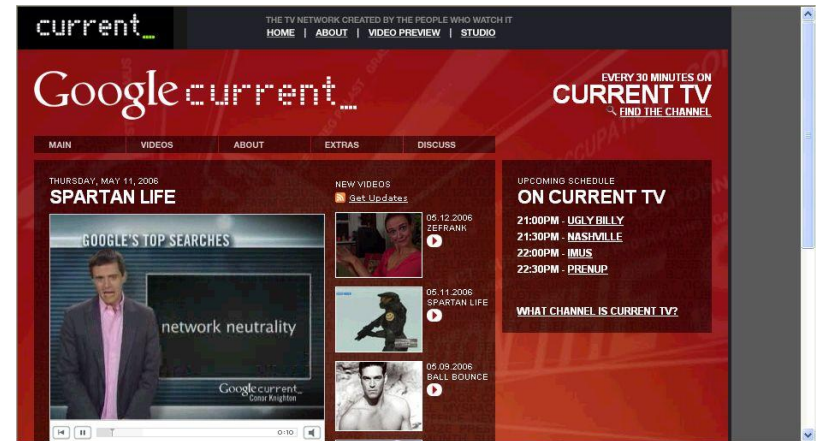 current_
THE TV NETWORK CREATED BY THE PEOPLE WHO WATCH IT
HOME | ABOUT | VIDEO PREVIEW | STUDIO
Google current_
EVERY 30 MINUTES ON
CURRENT TV
FIND THE CHANNEL
MAIN VIDEOS ABOUT EXTRAS DISCUSS
THURSDAY, MAY 11, 2006
SPARTAN LIFE
GOOGLE'S TOP SEARCHES
network neutrality
Google current_
Conor Knighton
0:10
NEW VIDEOS
Get Updates
05.12.2006
ZEFRANK
05.11.2006
SPARTAN LIFE
05.09.2006
BALL BOUNCE
UPCOMING SCHEDULE
ON CURRENT TV
21:00PM - UGLY BILLY
21:30PM - NASHVILLE
22:00PM - IMUS
22:30PM - PRENUP
WHAT CHANNEL IS CURRENT TV?